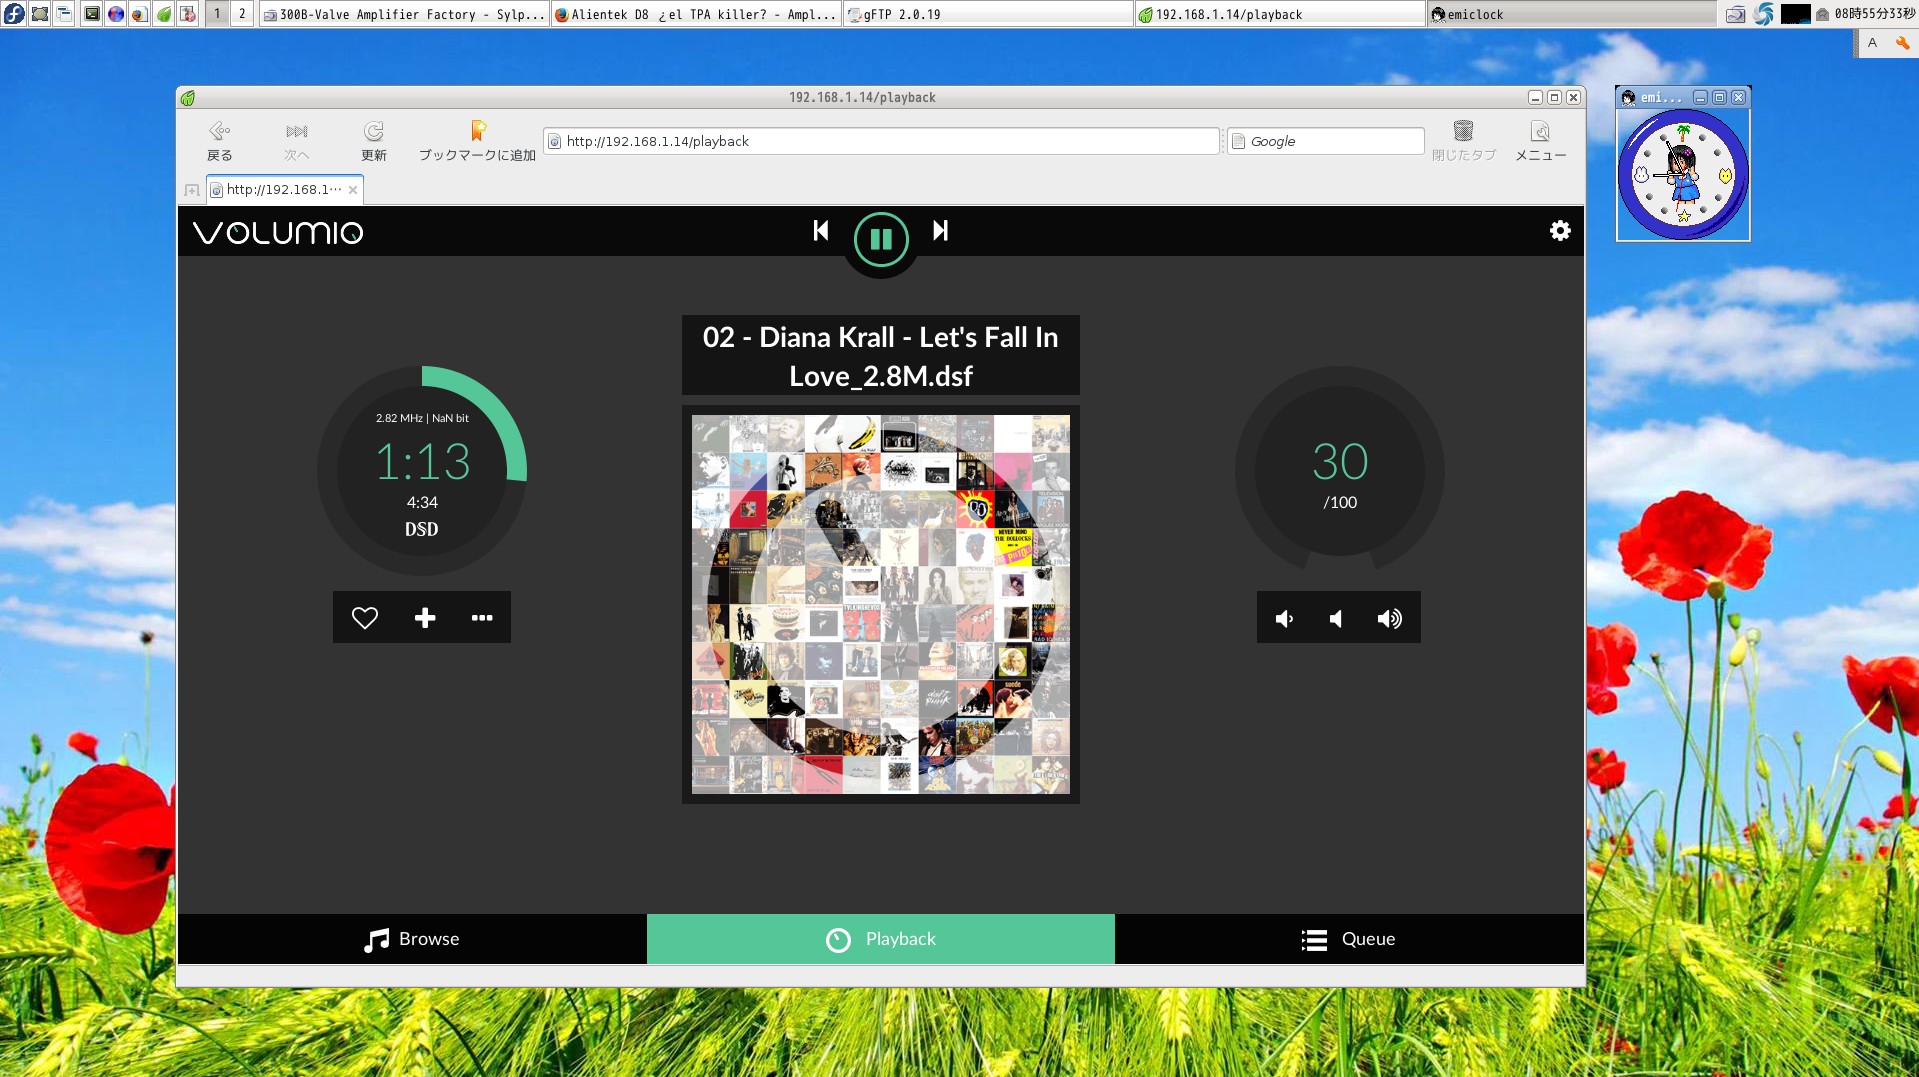 1
2
300B-Valve Amplifier Factory - Sylp...
Alientek D8 ¿el TPA killer? - Ampl...
gFTP 2.0.19
192.168.1.14/playback
emiclock
08時55分33秒
A
192.168.1.14/playback
emi...
戻る
次へ
更新
ブックマークに追加
http://192.168.1.14/playback
Google
閉じたタブ
メニュー
http://192.168.1···
VOLUMIO
02 - Diana Krall - Let's Fall In
Love_2.8M.dsf
2.82 MHz | NaN bit
1:13
4:34
DSD
30
/100
NEVER MIND
THE BOLLOCKS
Browse
Playback
Queue